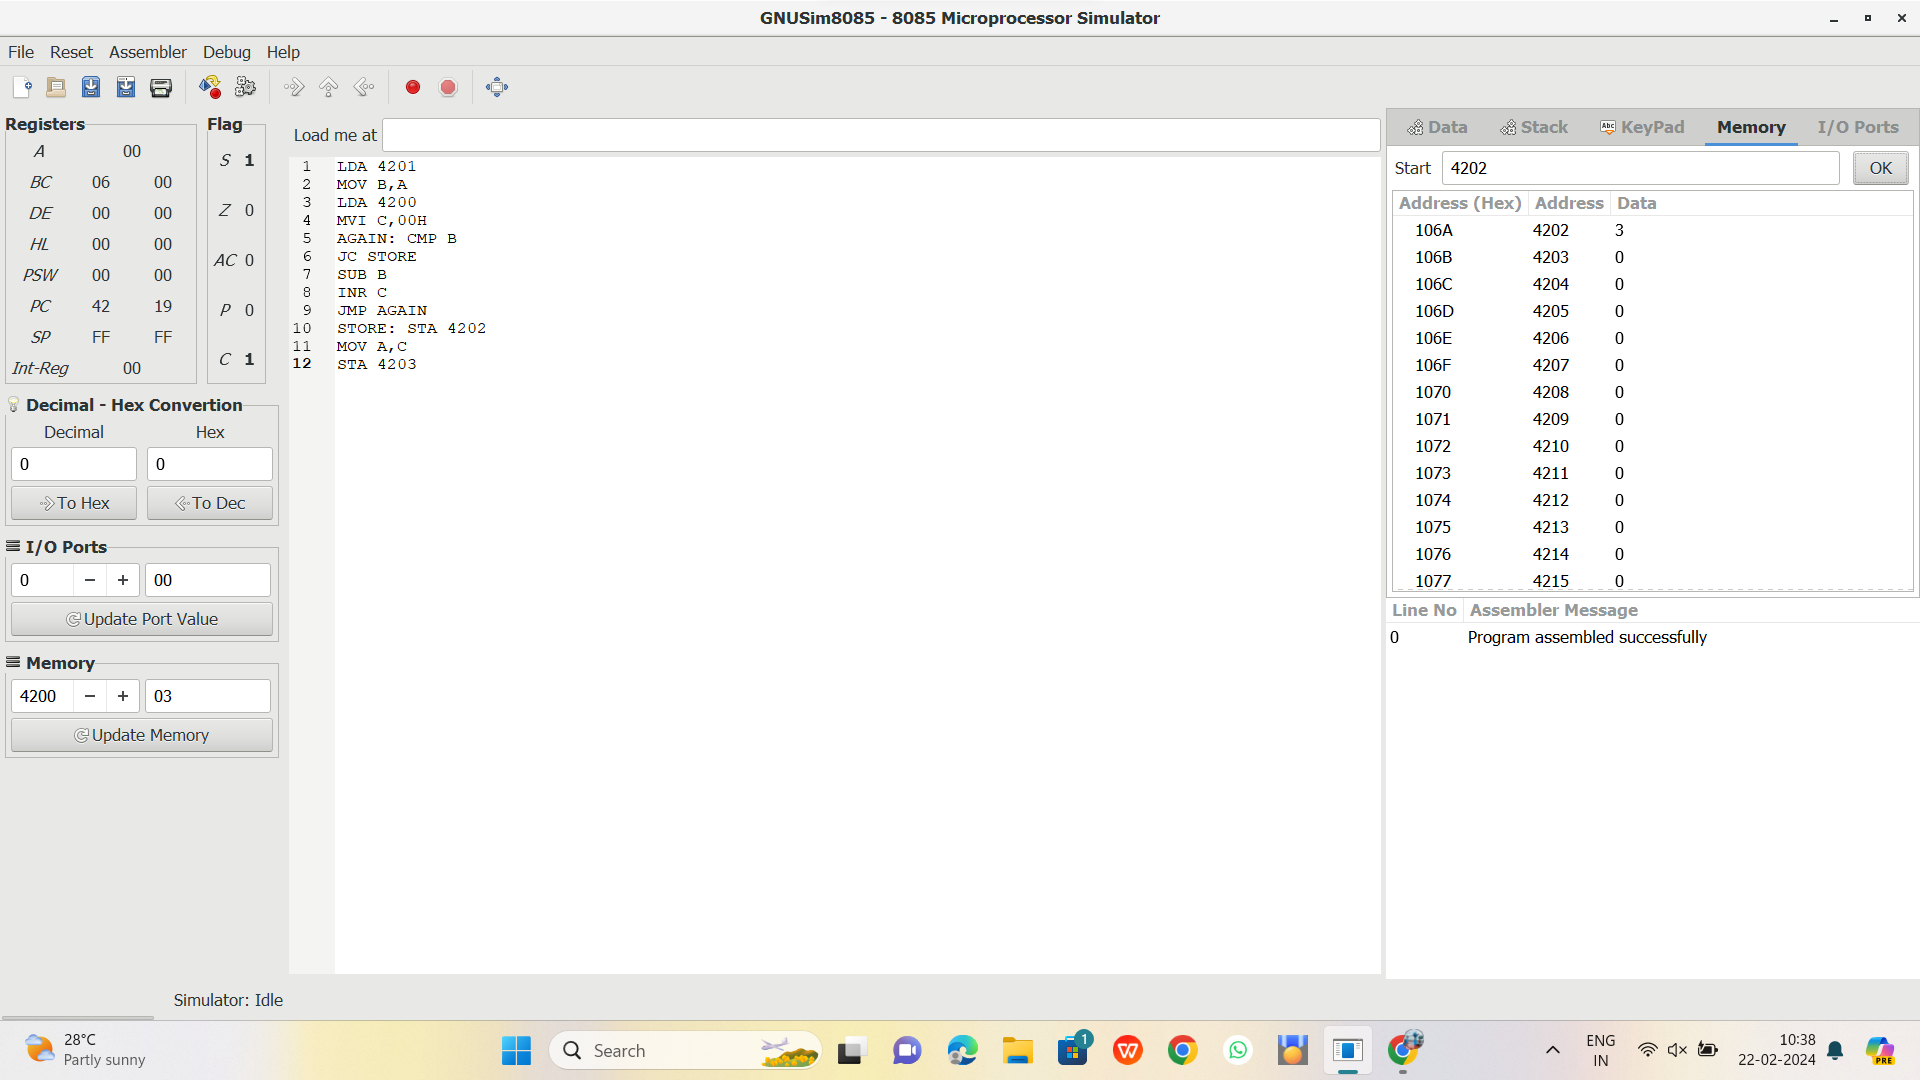 GNUSim8085 - 8085 Microprocessor Simulator
File Reset Assembler Debug Help
Registers
A 00
BC 06 00
DE 00 00
HL 00 00
PSW 00 00
PC 42 19
SP FF FF
Int-Reg 00
Flag
S 1
Z 0
AC 0
P 0
C 1
Decimal - Hex Convertion
Decimal Hex
0 0
To Hex To Dec
I/O Ports
0 − + 00
Update Port Value
Memory
4200 − + 03
Update Memory
Load me at
1 LDA 4201
2 MOV B,A
3 LDA 4200
4 MVI C,00H
5 AGAIN: CMP B
6 JC STORE
7 SUB B
8 INR C
9 JMP AGAIN
10 STORE: STA 4202
11 MOV A,C
12 STA 4203
Data Stack Abc KeyPad Memory I/O Ports
Start 4202 OK
Address (Hex) Address Data
106A 4202 3
106B 4203 0
106C 4204 0
106D 4205 0
106E 4206 0
106F 4207 0
1070 4208 0
1071 4209 0
1072 4210 0
1073 4211 0
1074 4212 0
1075 4213 0
1076 4214 0
1077 4215 0
Line No Assembler Message
0 Program assembled successfully
Simulator: Idle
28°C
Partly sunny
Search
1
W
ENG
IN
10:38
22-02-2024
PRE